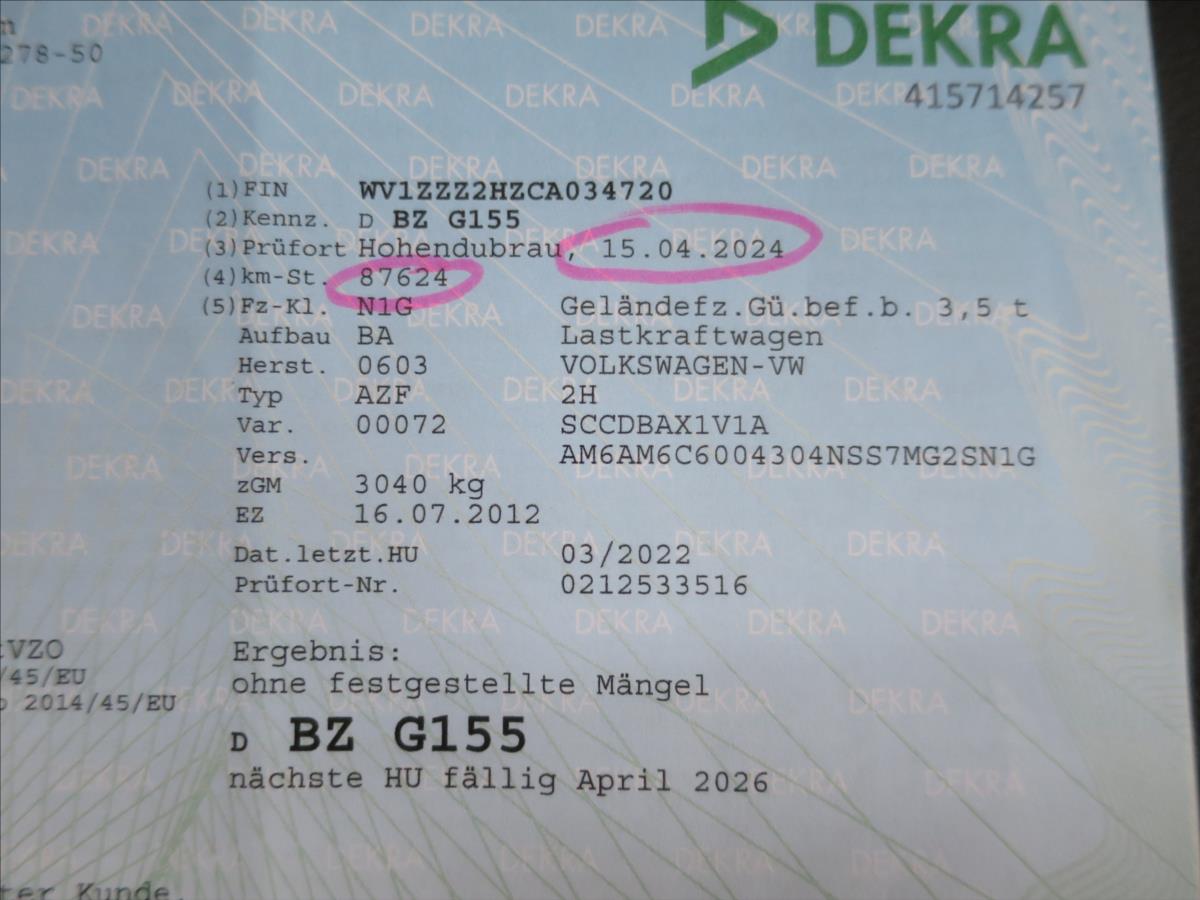 278-50
DEKRA
415714257
(1)FIN WV1ZZZ2HZCA034720
(2)Kennz. D BZ G155
(3)Prüfort Hohendubrau, 15.04.2024
(4)km-St. 87624
(5)Fz-Kl. N1G Geländefz.Gü.bef.b. 3,5 t
Aufbau BA Lastkraftwagen
Herst. 0603 VOLKSWAGEN-VW
Typ AZF 2H
Var. 00072 SCCDBAX1V1A
Vers. AM6AM6C6004304NSS7MG2SN1G
zGM 3040 kg
EZ 16.07.2012
Dat.letzt.HU 03/2022
Prüfort-Nr. 0212533516
VZO
/45/EU
2014/45/EU
Ergebnis:
ohne festgestellte Mängel
D BZ G155
nächste HU fällig April 2026
ter Kunde.